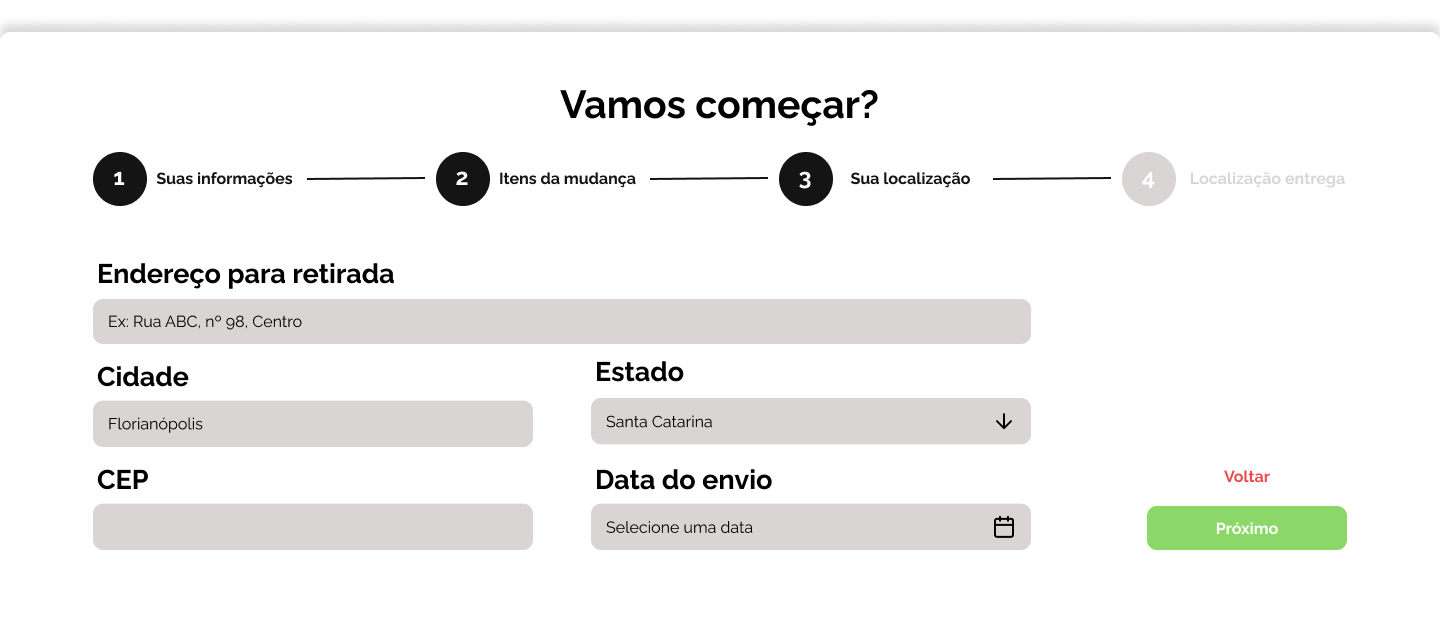 Vamos começar?
1 Suas informações 2 Itens da mudança 3 Sua localização 4 Localização entrega
Endereço para retirada
Ex: Rua ABC, nº 98, Centro
Cidade Estado
Florianópolis Santa Catarina
CEP Data do envio
Selecione uma data
Voltar
Próximo